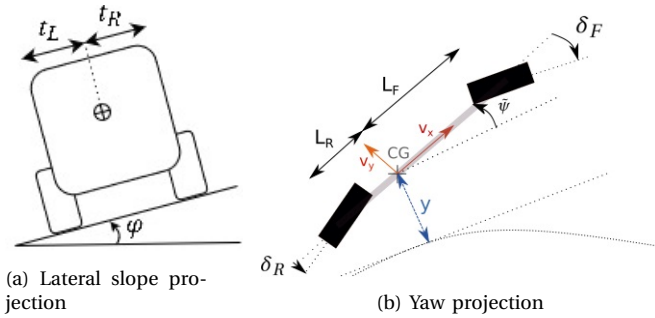 t_L
t_R
φ
(a) Lateral slope pro-
jection
δ_F
L_F
ψ̃
L_R
v_x
CG
v_y
y
δ_R
(b) Yaw projection